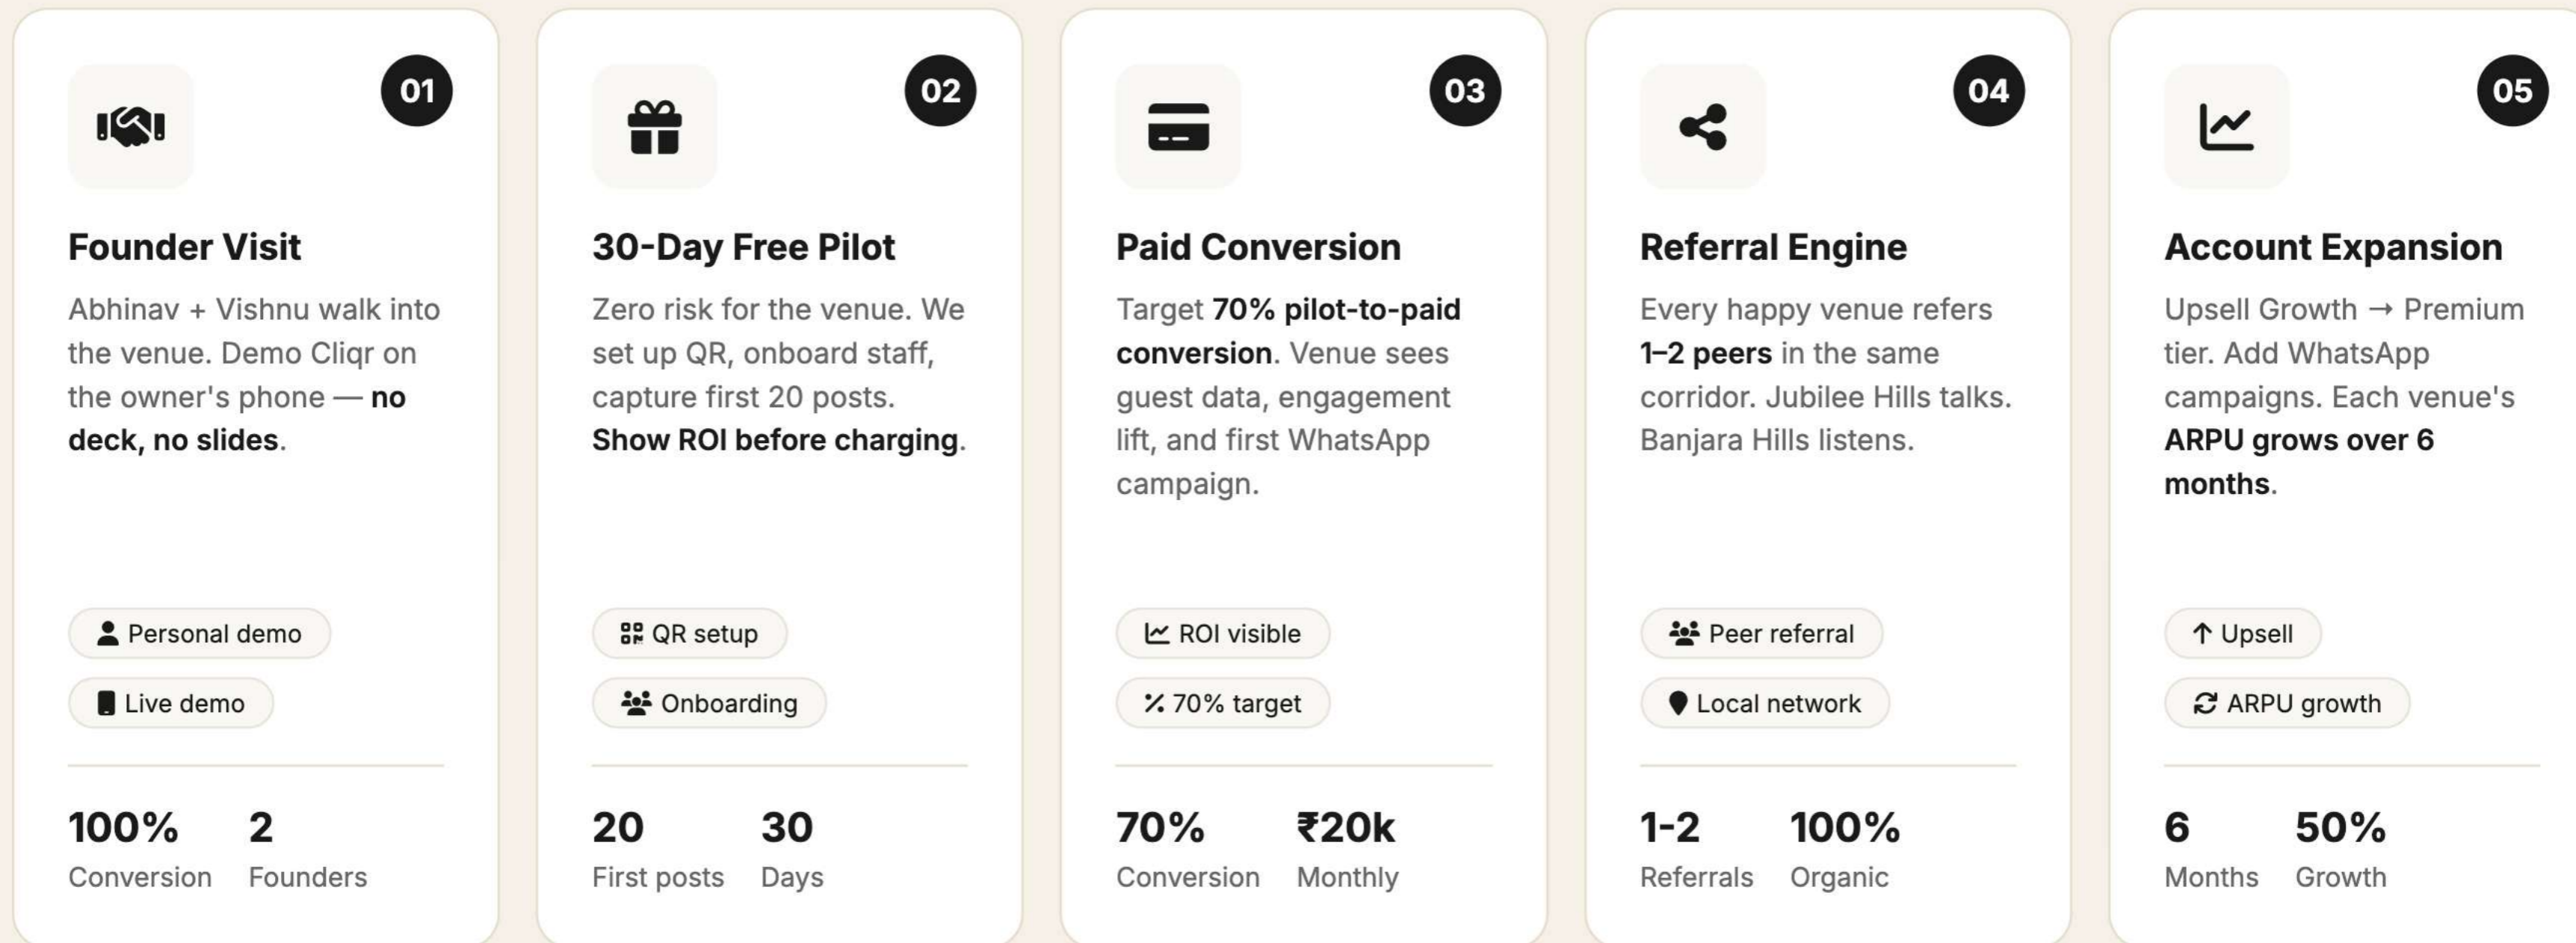 01
Founder Visit
Abhinav + Vishnu walk into
the venue. Demo Cliqr on
the owner's phone — no
deck, no slides.
Personal demo
Live demo
100%
Conversion
2
Founders
02
30-Day Free Pilot
Zero risk for the venue. We
set up QR, onboard staff,
capture first 20 posts.
Show ROI before charging.
QR setup
Onboarding
20
First posts
30
Days
03
Paid Conversion
Target 70% pilot-to-paid
conversion. Venue sees
guest data, engagement
lift, and first WhatsApp
campaign.
ROI visible
70% target
70%
Conversion
₹20k
Monthly
04
Referral Engine
Every happy venue refers
1–2 peers in the same
corridor. Jubilee Hills talks.
Banjara Hills listens.
Peer referral
Local network
1-2
Referrals
100%
Organic
05
Account Expansion
Upsell Growth → Premium
tier. Add WhatsApp
campaigns. Each venue's
ARPU grows over 6
months.
Upsell
ARPU growth
6
Months
50%
Growth